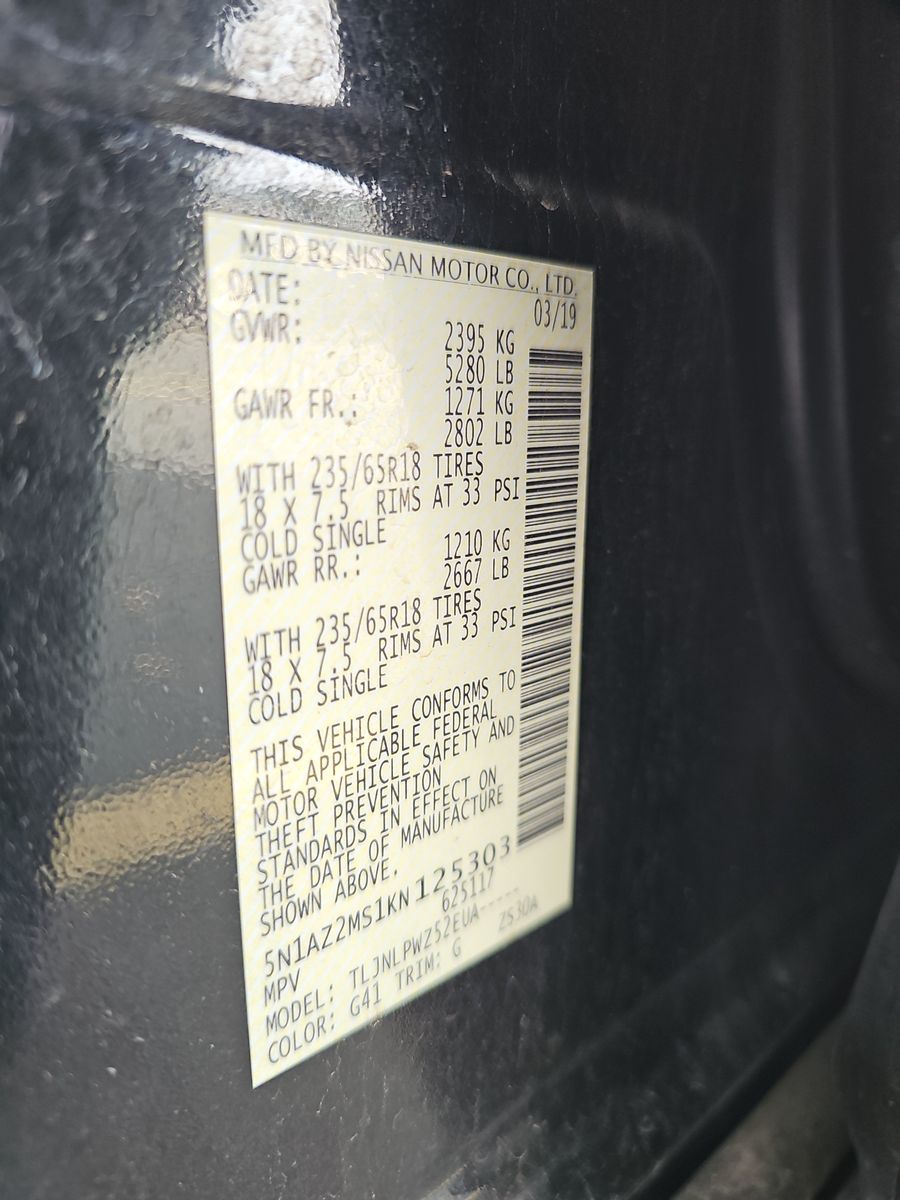 MFD BY NISSAN MOTOR CO., LTD.
DATE: 03/19
GVWR: 2395 KG
5280 LB
GAWR FR.: 1271 KG
2802 LB
WITH 235/65R18 TIRES
18 X 7.5 RIMS AT 33 PSI
COLD SINGLE
GAWR RR.: 1210 KG
2667 LB
WITH 235/65R18 TIRES
18 X 7.5 RIMS AT 33 PSI
COLD SINGLE
THIS VEHICLE CONFORMS TO
ALL APPLICABLE FEDERAL
MOTOR VEHICLE SAFETY AND
THEFT PREVENTION
STANDARDS IN EFFECT ON
THE DATE OF MANUFACTURE
SHOWN ABOVE.
5N1AZ2MS1KN125303
MPV 625117
MODEL: TLJNLPWZ52EUA-----
COLOR: G41 TRIM: G ZS30A